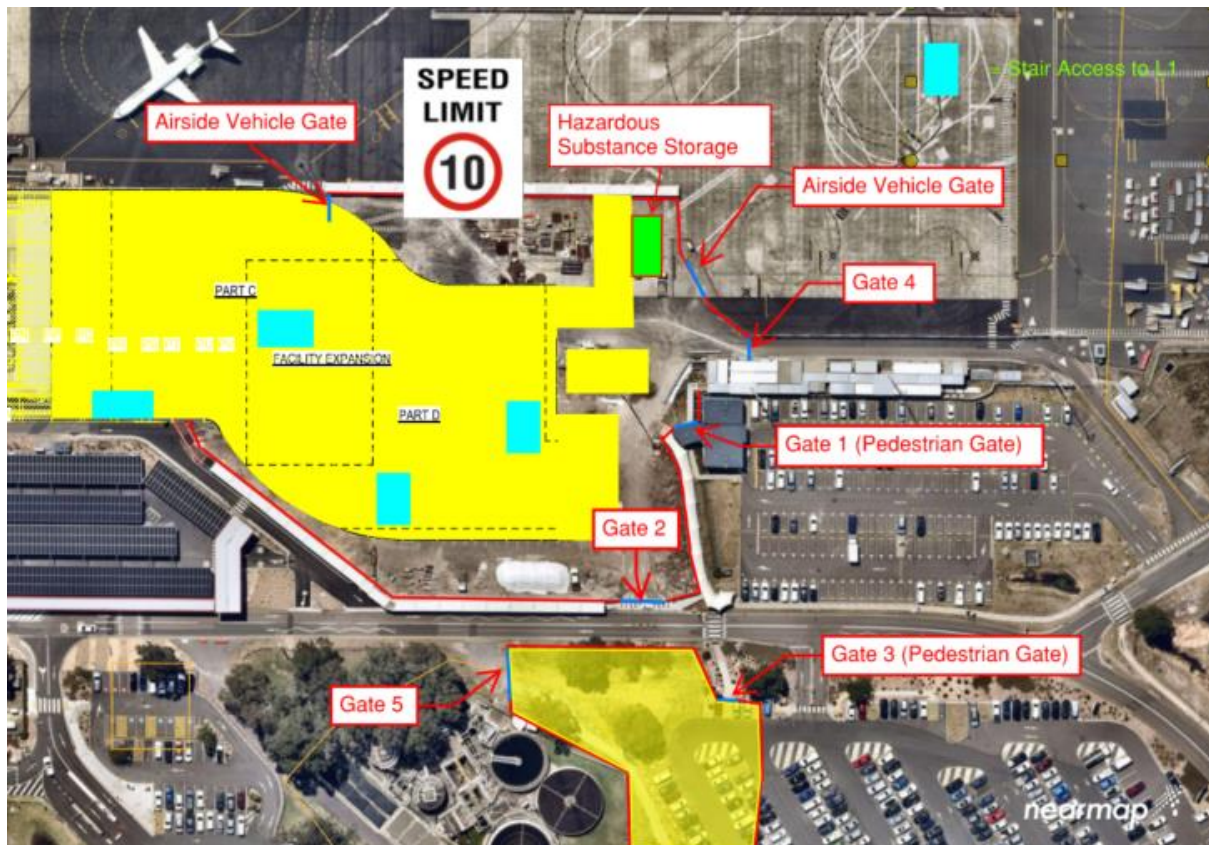 SPEED
LIMIT
10
= Stair Access to L1
Airside Vehicle Gate
Hazardous
Substance Storage
Airside Vehicle Gate
Gate 4
PART C
FACILITY EXPANSION
PART D
Gate 1 (Pedestrian Gate)
Gate 2
Gate 3 (Pedestrian Gate)
Gate 5
nearmap